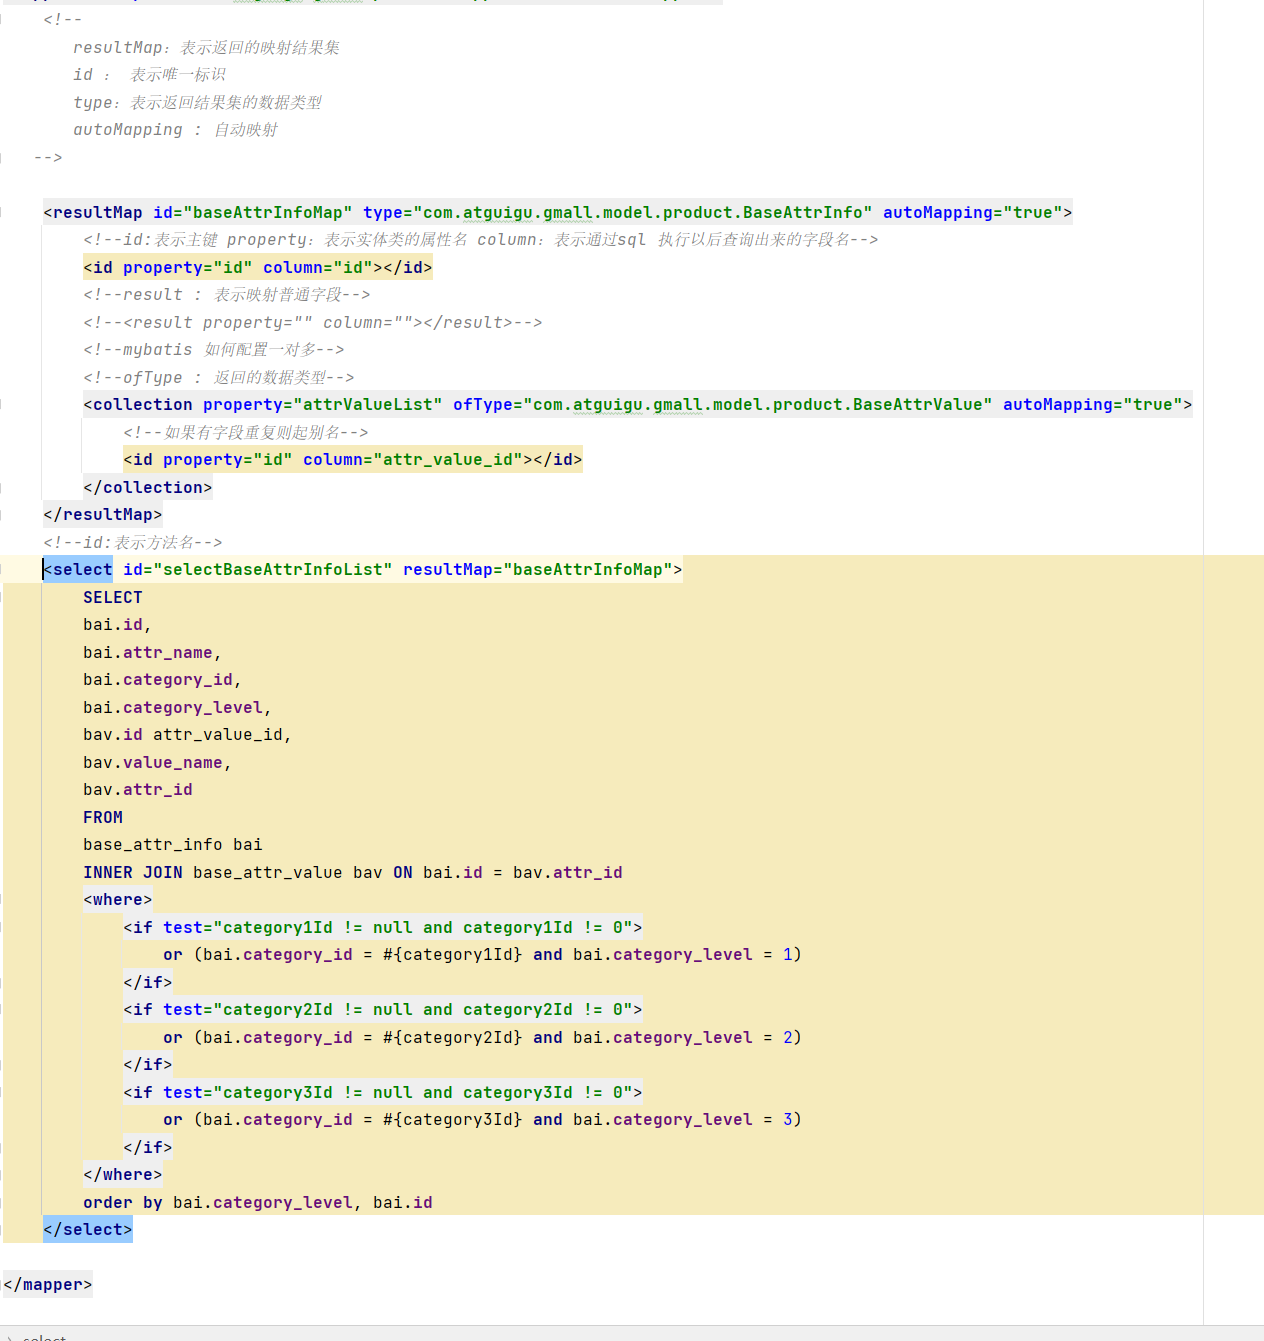 <!--
resultMap：表示返回的映射结果集
id ： 表示唯一标识
type：表示返回结果集的数据类型
autoMapping : 自动映射
-->
<resultMap id="baseAttrInfoMap" type="com.atguigu.gmall.model.product.BaseAttrInfo" autoMapping="true">
<!--id:表示主键 property：表示实体类的属性名 column：表示通过sql 执行以后查询出来的字段名-->
<id property="id" column="id"></id>
<!--result : 表示映射普通字段-->
<!--<result property="" column=""></result>-->
<!--mybatis 如何配置一对多-->
<!--ofType : 返回的数据类型-->
<collection property="attrValueList" ofType="com.atguigu.gmall.model.product.BaseAttrValue" autoMapping="true">
<!--如果有字段重复则起别名-->
<id property="id" column="attr_value_id"></id>
</collection>
</resultMap>
<!--id:表示方法名-->
<select id="selectBaseAttrInfoList" resultMap="baseAttrInfoMap">
SELECT
bai.id,
bai.attr_name,
bai.category_id,
bai.category_level,
bav.id attr_value_id,
bav.value_name,
bav.attr_id
FROM
base_attr_info bai
INNER JOIN base_attr_value bav ON bai.id = bav.attr_id
<where>
<if test="category1Id != null and category1Id != 0">
or (bai.category_id = #{category1Id} and bai.category_level = 1)
</if>
<if test="category2Id != null and category2Id != 0">
or (bai.category_id = #{category2Id} and bai.category_level = 2)
</if>
<if test="category3Id != null and category3Id != 0">
or (bai.category_id = #{category3Id} and bai.category_level = 3)
</if>
</where>
order by bai.category_level, bai.id
</select>
</mapper>